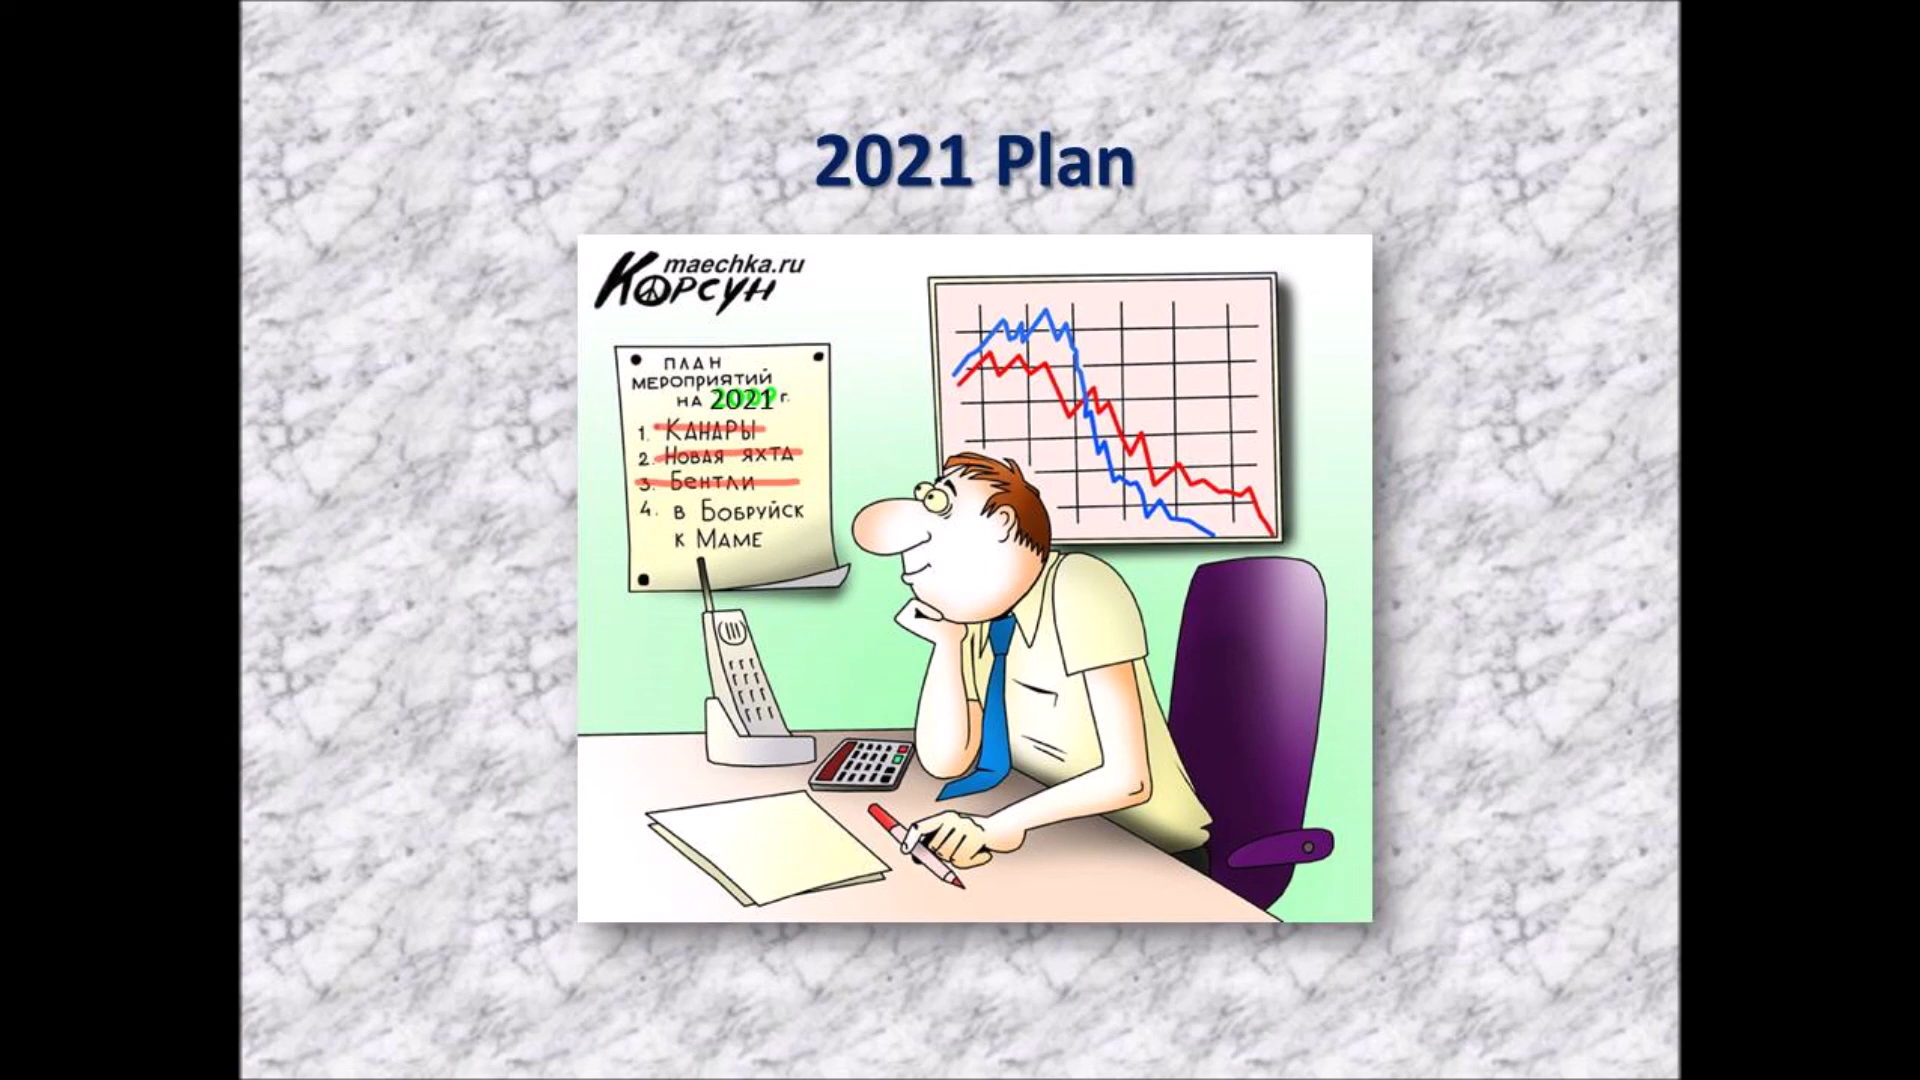 2021 Plan
maechka.ru
Корсун
ПЛАН
МЕРОПРИЯТИЙ
НА 2021 г.
1. КАНАРЫ
2. НОВАЯ ЯХТА
3. БЕНТЛИ
4. В БОБРУЙСК
К МАМЕ